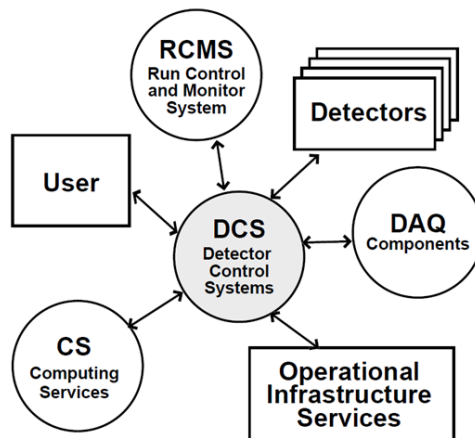 RCMS
Run Control
and Monitor
System
Detectors
User
DAQ
Components
DCS
Detector
Control
Systems
CS
Computing
Services
Operational
Infrastructure
Services